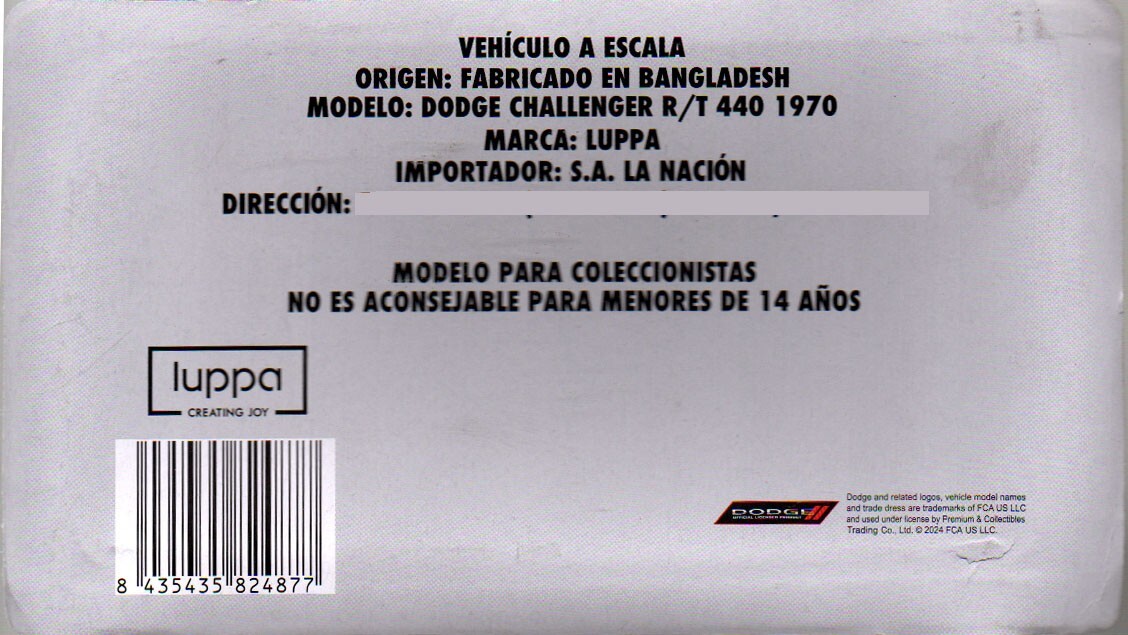 VEHÍCULO A ESCALA
ORIGEN: FABRICADO EN BANGLADESH
MODELO: DODGE CHALLENGER R/T 440 1970
MARCA: LUPPA
IMPORTADOR: S.A. LA NACIÓN
DIRECCIÓN:
MODELO PARA COLECCIONISTAS
NO ES ACONSEJABLE PARA MENORES DE 14 AÑOS
luppa
CREATING JOY
8 435435 824877
DODGE
OFFICIAL LICENSED PRODUCT
Dodge and related logos, vehicle model names
and trade dress are trademarks of FCA US LLC
and used under license by Premium & Collectibles
Trading Co., Ltd. © 2024 FCA US LLC.